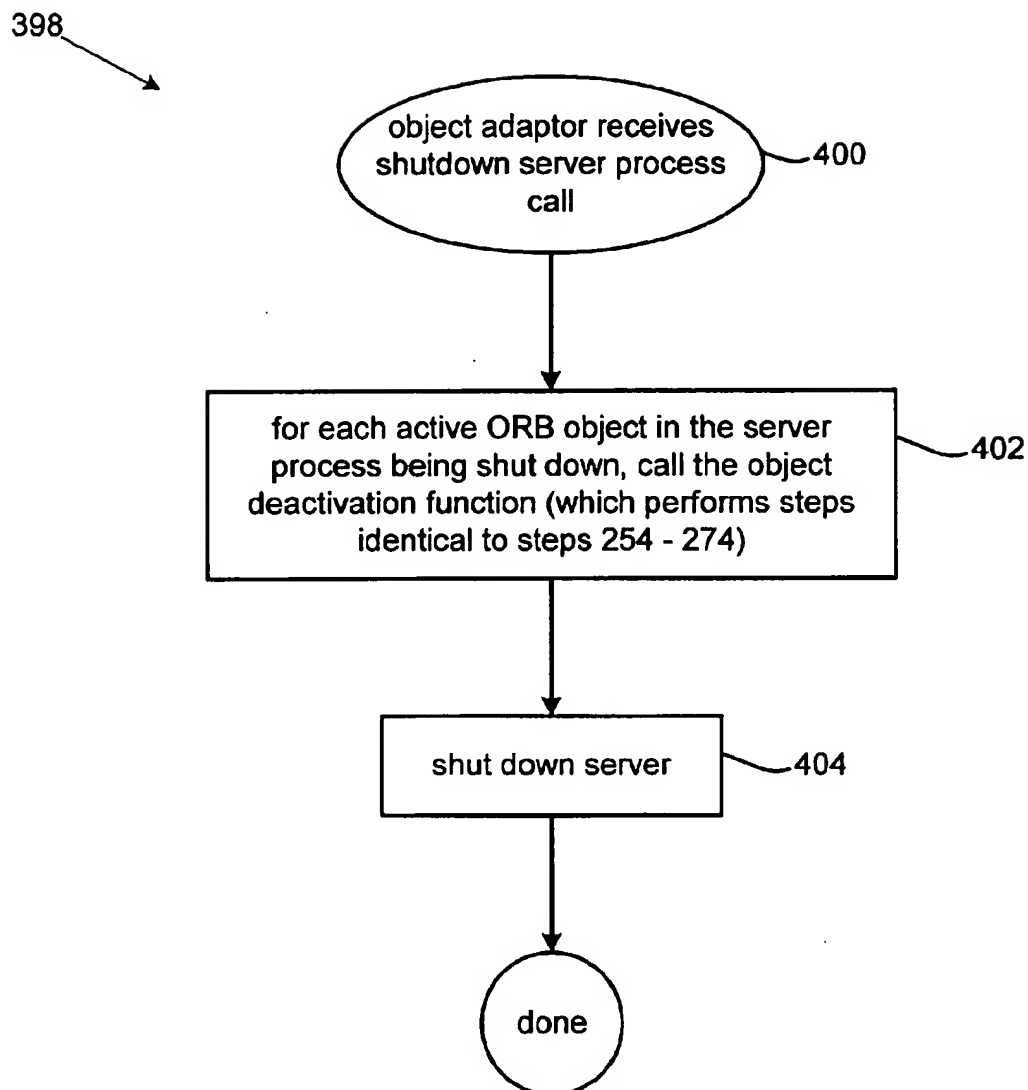 398
object adaptor receives
shutdown server process
call
400
for each active ORB object in the server
process being shut down, call the object
deactivation function (which performs steps
identical to steps 254 - 274)
402
shut down server
404
done